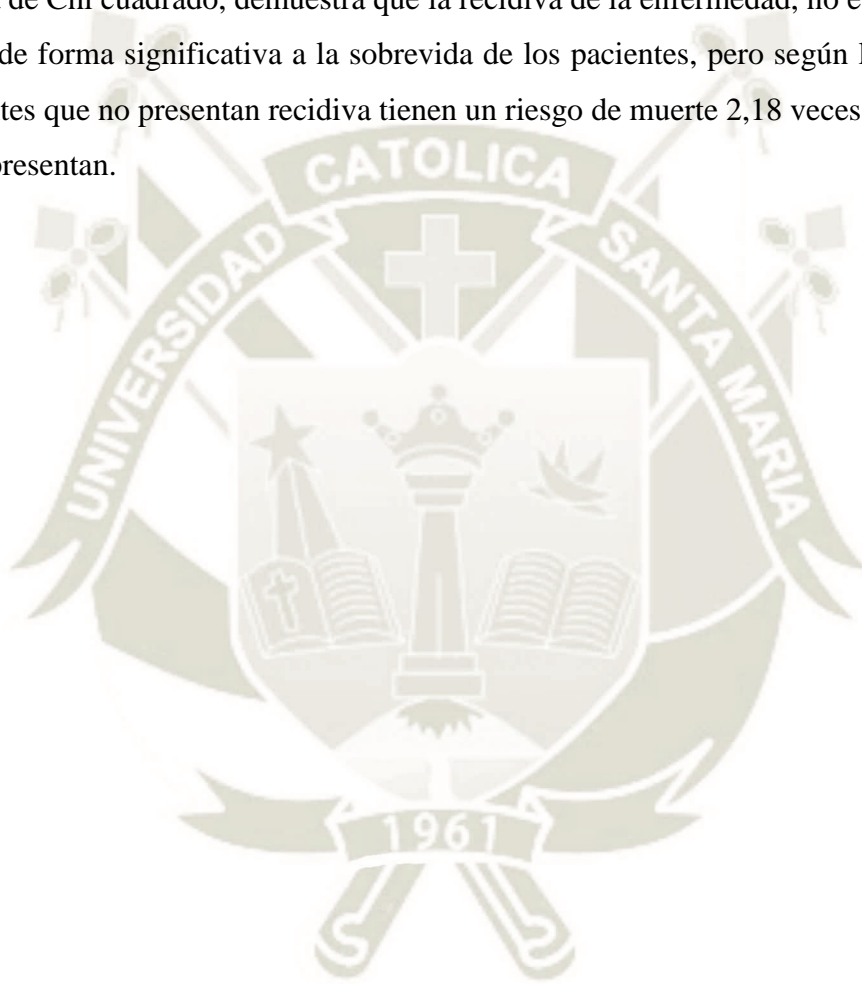 de Chi cuadrado, demuestra que la recidiva de la enfermedad, no
de forma significativa a la sobrevida de los pacientes, pero según
que no presentan recidiva tienen un riesgo de muerte 2,18 veces
presentan.
UNIVERSIDAD CATOLICA SANTA MARIA
1961